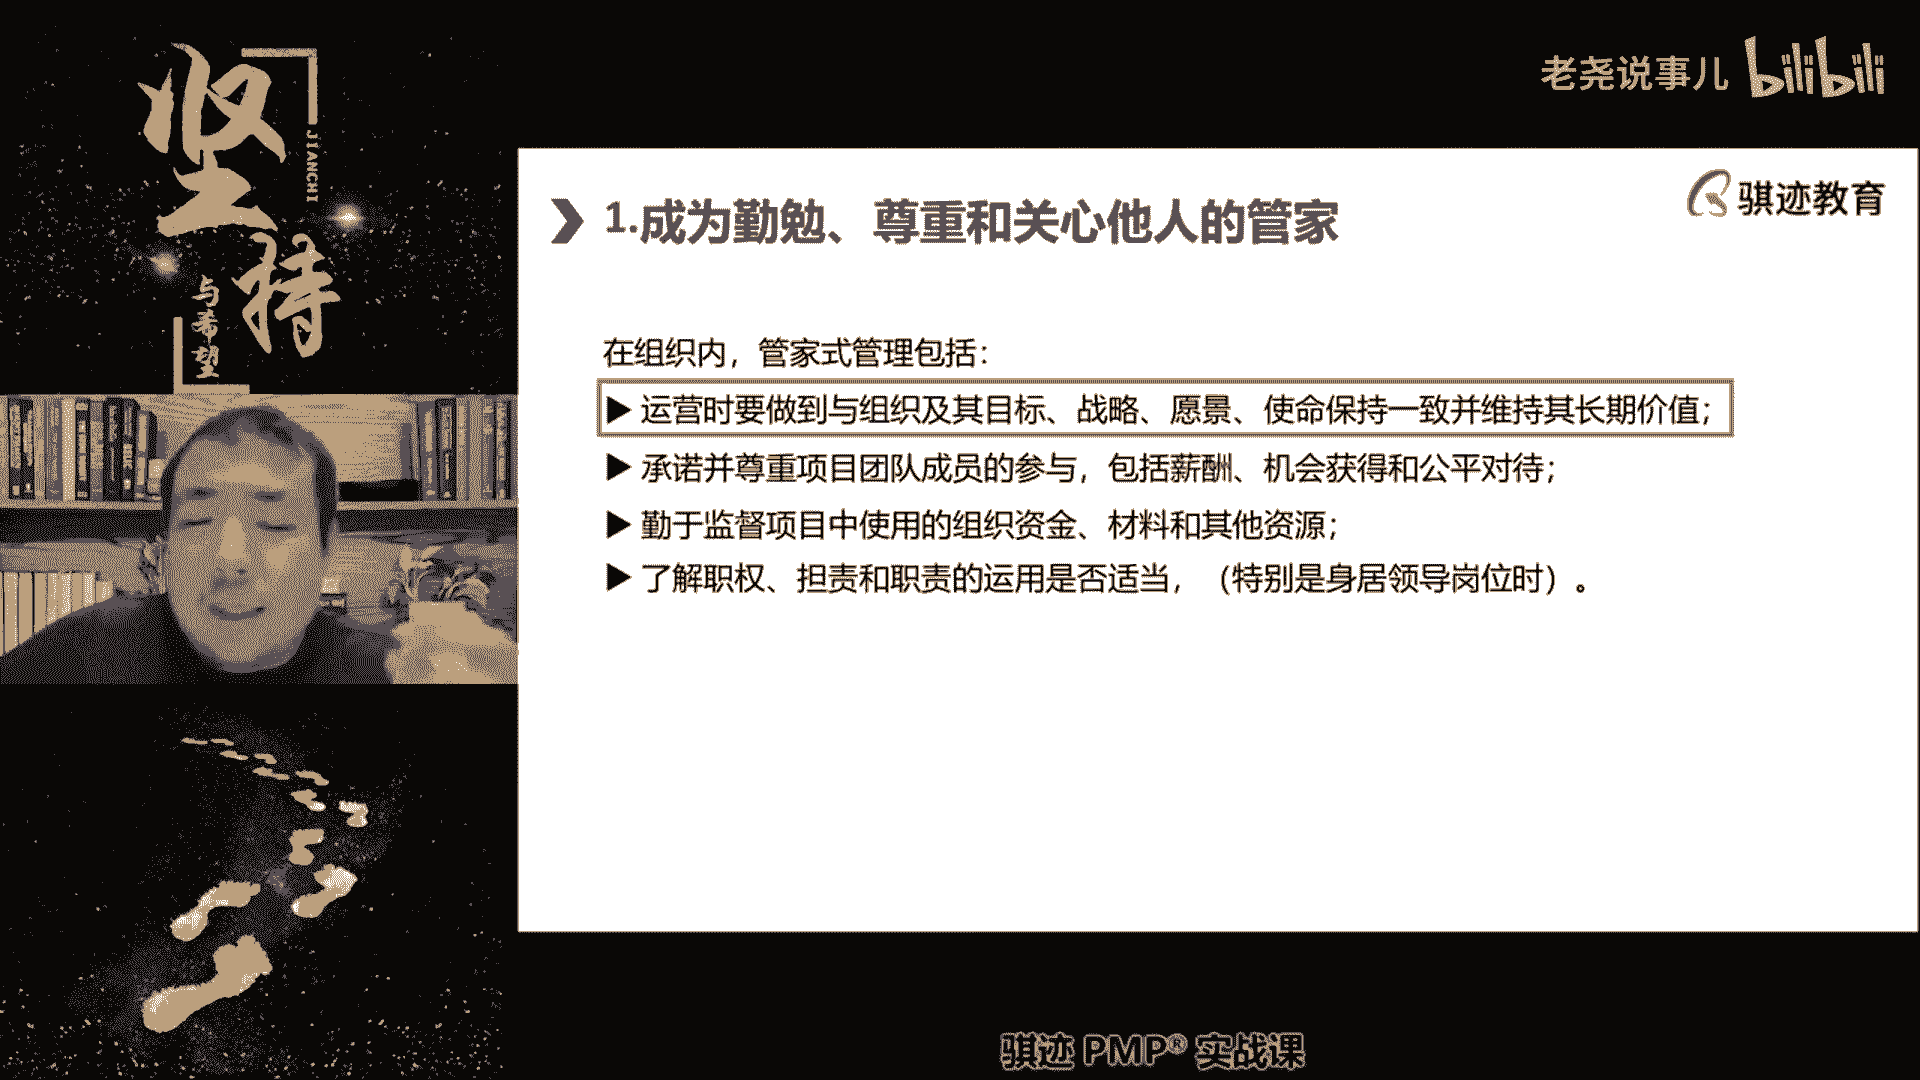 坚持
JIANCHI
与希望
老尧说事儿 bilibili
骐迹教育
1.成为勤勉、尊重和关心他人的管家
在组织内，管家式管理包括：
▶ 运营时要做到与组织及其目标、战略、愿景、使命保持一致并维持其长期价值；
▶ 承诺并尊重项目团队成员的参与，包括薪酬、机会获得和公平对待；
▶ 勤于监督项目中使用的组织资金、材料和其他资源；
▶ 了解职权、担责和职责的运用是否适当，（特别是身居领导岗位时）。
骐迹 PMP® 实战课